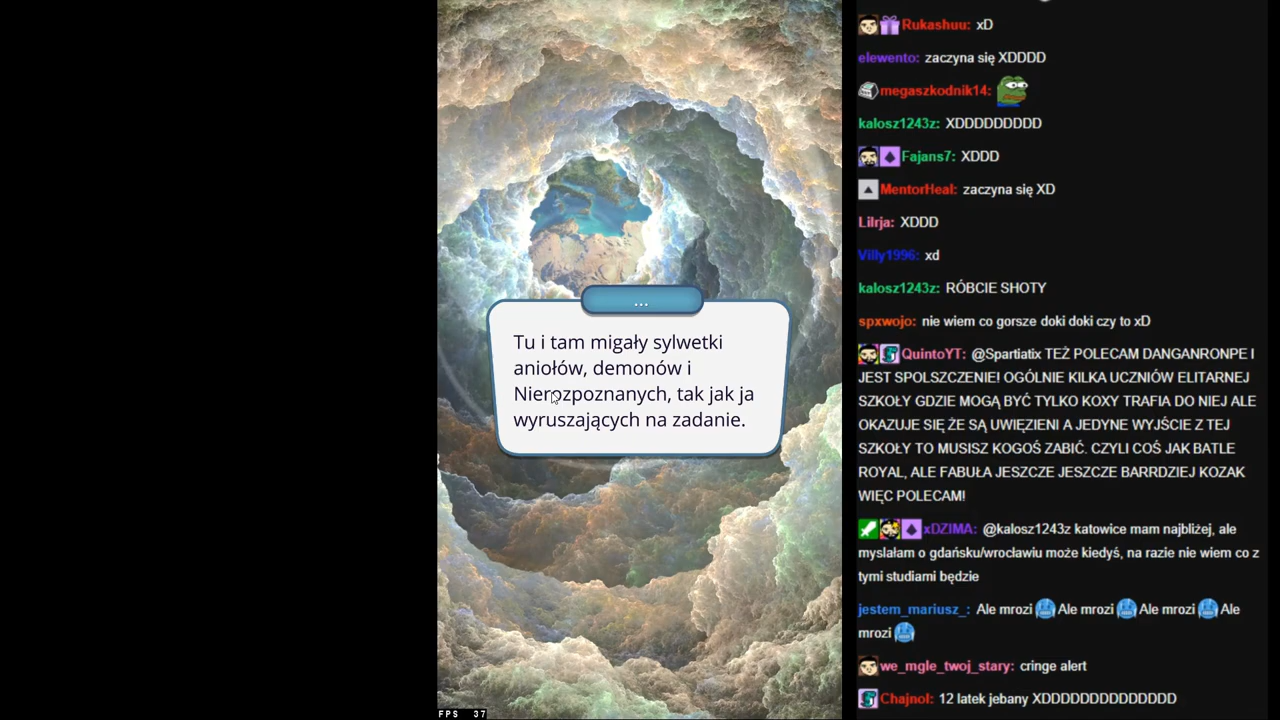 ...
Tu i tam migały sylwetki
aniołów, demonów i
Nierozpoznanych, tak jak ja
wyruszających na zadanie.
FPS 37
Rukashuu: xD
elewento: zaczyna się XDDDD
megaszkodnik14:
kalosz1243z: XDDDDDDDDD
Fajans7: XDDD
MentorHeal: zaczyna się XD
Lilrja: XDDD
Villy1996: xd
kalosz1243z: RÓBCIE SHOTY
spxwojo: nie wiem co gorsze doki doki czy to xD
QuintoYT: @Spartiatix TEŻ POLECAM DANGANRONPE I
JEST SPOLSZCZENIE! OGÓLNIE KILKA UCZNIÓW ELITARNEJ
SZKOŁY GDZIE MOGĄ BYĆ TYLKO KOXY TRAFIA DO NIEJ ALE
OKAZUJE SIĘ ŻE SĄ UWIĘZIENI A JEDYNE WYJŚCIE Z TEJ
SZKOŁY TO MUSISZ KOGOŚ ZABIĆ. CZYLI COŚ JAK BATLE
ROYAL, ALE FABUŁA JESZCZE JESZCZE BARRDZIEJ KOZAK
WIĘC POLECAM!
xDZIMA: @kalosz1243z katowice mam najbliżej, ale
myslałam o gdańsku/wrocławiu może kiedyś, na razie nie wiem co z
tymi studiami będzie
jestem_mariusz_: Ale mrozi Ale mrozi Ale mrozi Ale
mrozi
we_mgle_twoj_stary: cringe alert
Chajnol: 12 latek jebany XDDDDDDDDDDDDDD